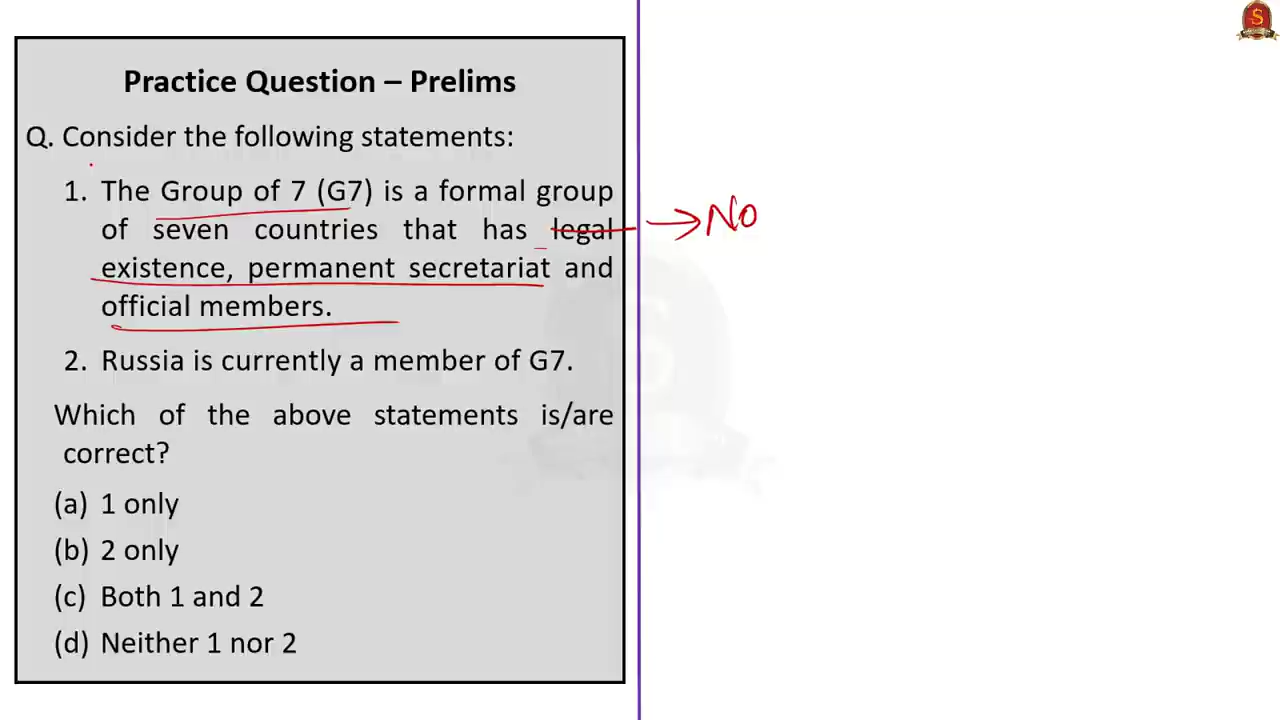 Practice Question – Prelims
Q. Consider the following statements:
1. The Group of 7 (G7) is a formal group
of seven countries that has legal
existence, permanent secretariat and
official members.
→ No
2. Russia is currently a member of G7.
Which of the above statements is/are
correct?
(a) 1 only
(b) 2 only
(c) Both 1 and 2
(d) Neither 1 nor 2
S